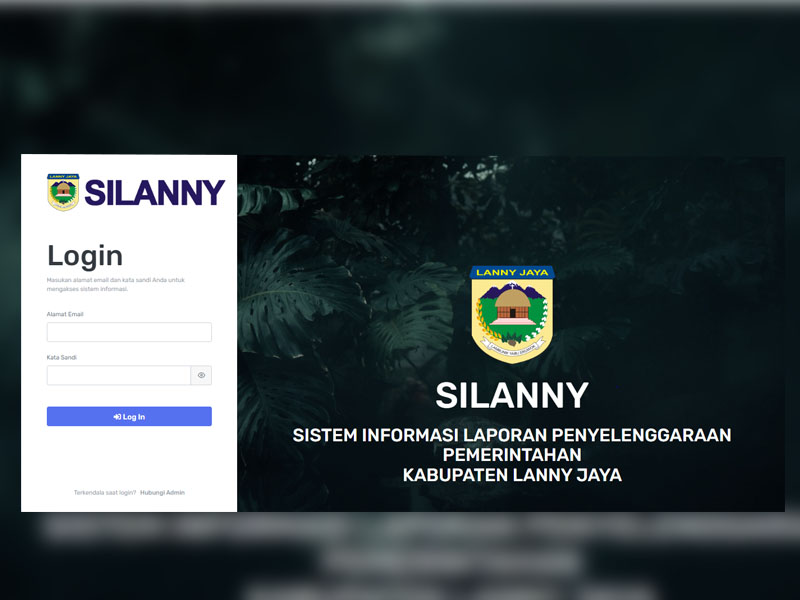 LANNY JAYA
SILANNY
Login
Masukan alamat email dan kata sandi Anda untuk
mengakses sistem informasi.
Alamat Email
Kata Sandi
Log In
Terkendala saat login? Hubungi Admin
LANNY JAYA
SILANNY
SISTEM INFORMASI LAPORAN PENYELENGGARAAN
PEMERINTAHAN
KABUPATEN LANNY JAYA